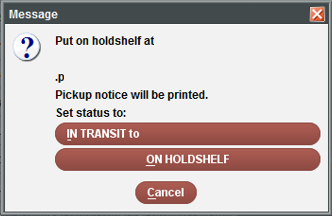 Message
Put on holdshelf at
.p
Pickup notice will be printed.
Set status to:
IN TRANSIT to
ON HOLDSHELF
Cancel